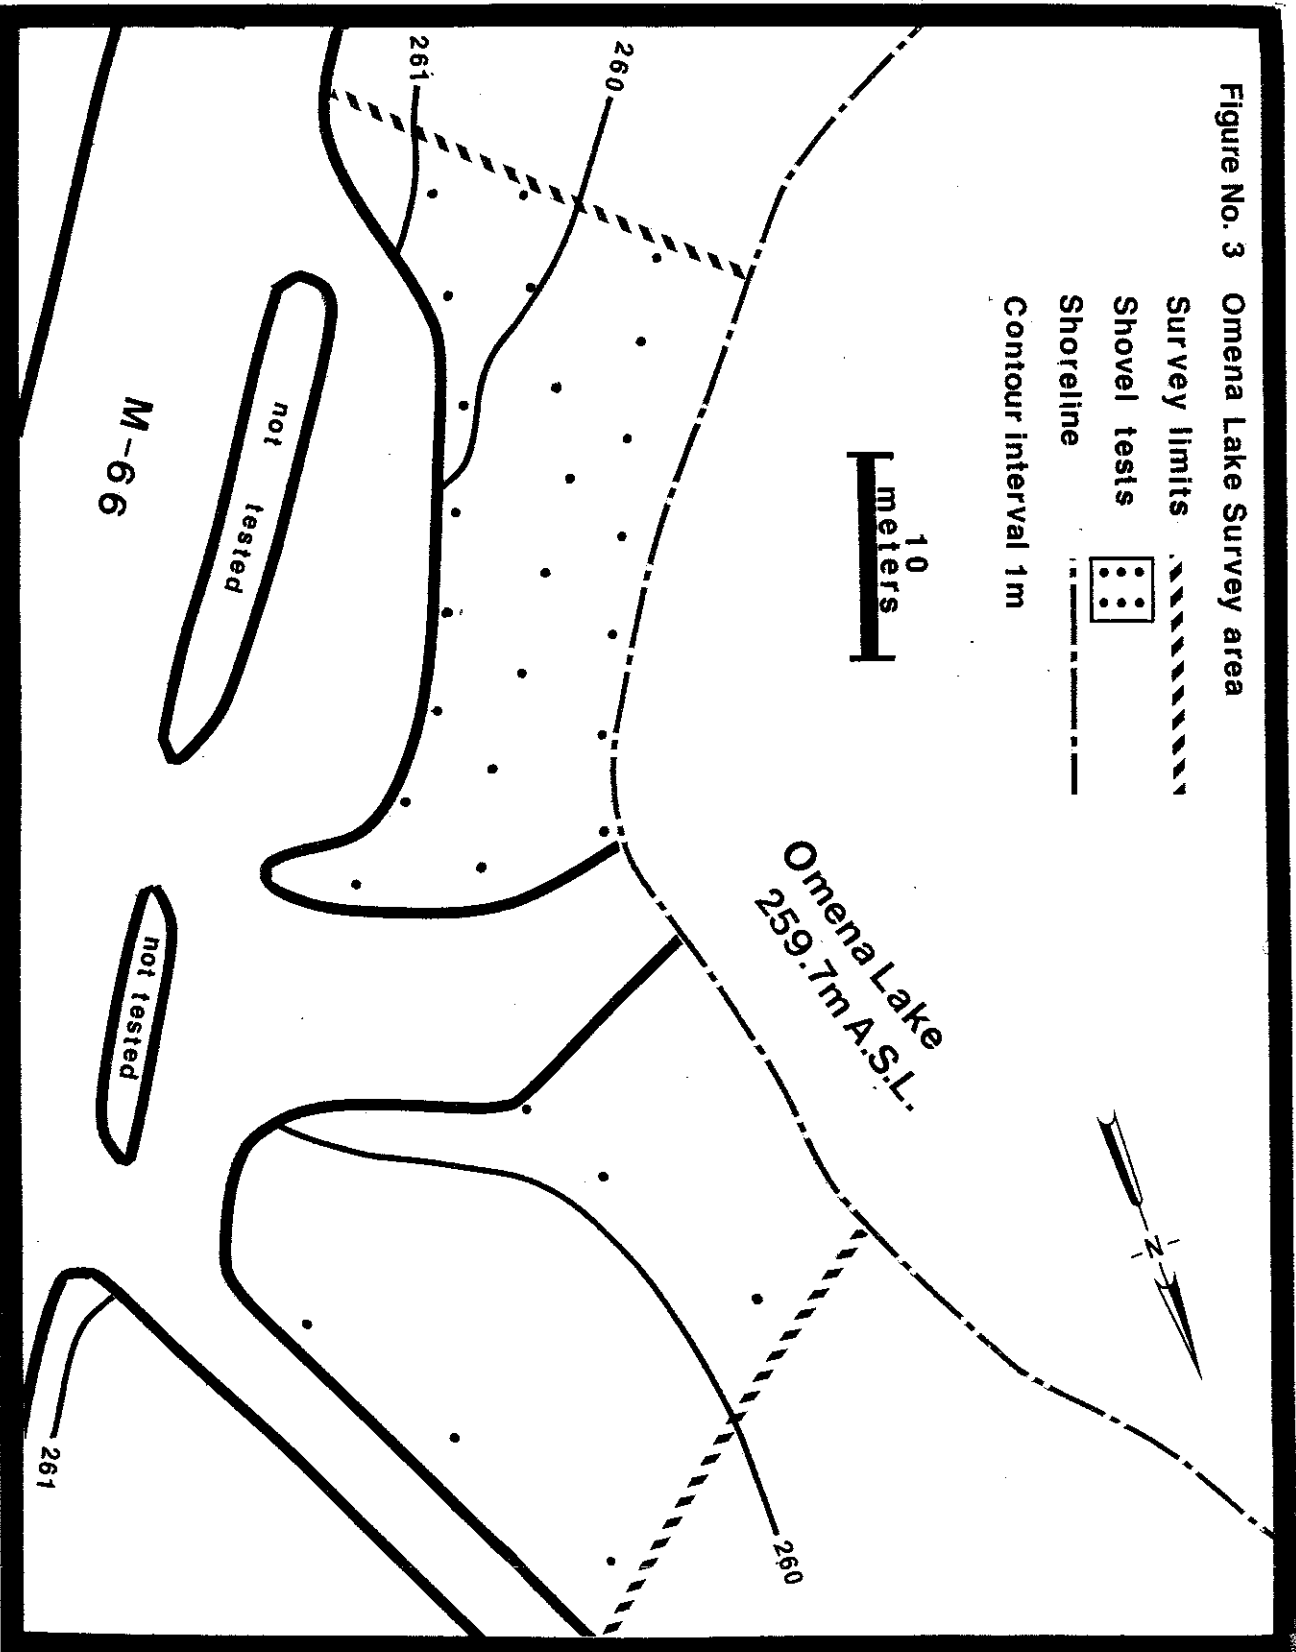 Figure No. 3 Omena Lake Survey area
Survey limits
Shovel tests
Shoreline
Contour interval 1m
10
meters
Omena Lake
259.7m A.S.L.
N
260
261
260
261
not tested
M-66
not tested